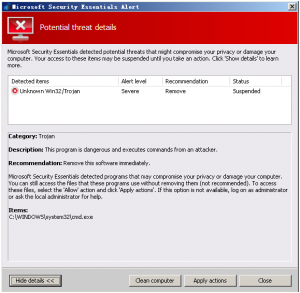 Microsoft Security Essentials Alert
Potential threat details
Microsoft Security Essentials detected potential threats that might compromise your privacy or damage your
computer. Your access to these items may be suspended until you take an action. Click 'Show details' to learn
more.
Detected items Alert level Recommendation Status
Unknown Win32/Trojan Severe Remove Suspended
Category: Trojan
Description: This program is dangerous and executes commands from an attacker.
Recommendation: Remove this software immediately.
Microsoft Security Essentials detected programs that may compromise your privacy or damage your computer.
You can still access the files that these programs use without removing them (not recommended). To access
these files, select the 'Allow' action and click 'Apply actions'. If this option is not available, log on as administrator
or ask the local administrator for help.
Items:
C:\WINDOWS\system32\cmd.exe
Hide details << Clean computer Apply actions Close